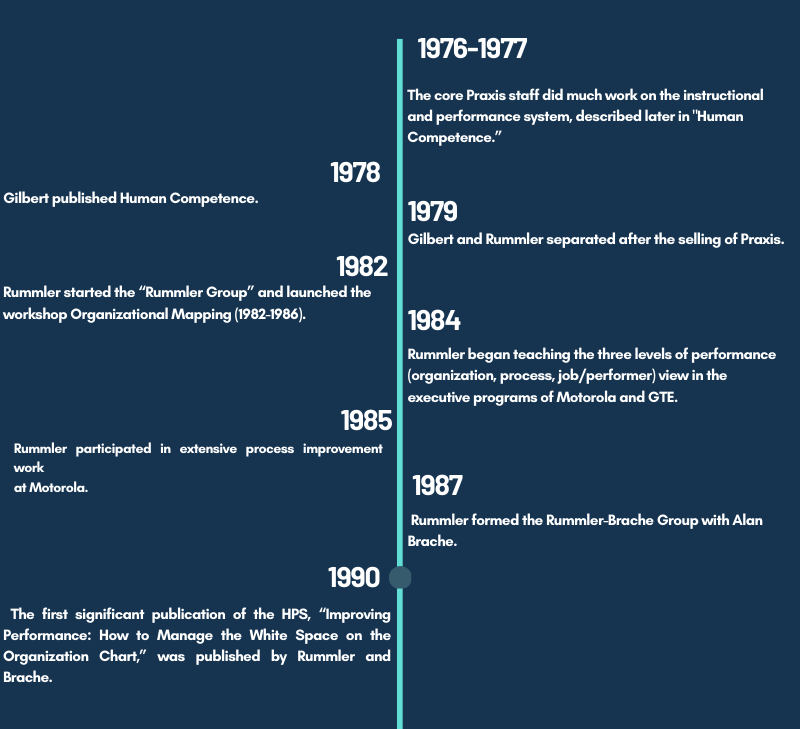 1976-1977
The core Praxis staff did much work on the instructional
and performance system, described later in "Human
Competence.”
1978
Gilbert published Human Competence.
1979
Gilbert and Rummler separated after the selling of Praxis.
1982
Rummler started the “Rummler Group” and launched the
workshop Organizational Mapping (1982-1986).
1984
Rummler began teaching the three levels of performance
(organization, process, job/performer) view in the
executive programs of Motorola and GTE.
1985
Rummler participated in extensive process improvement
work
at Motorola.
1987
Rummler formed the Rummler-Brache Group with Alan
Brache.
1990
The first significant publication of the HPS, “Improving
Performance: How to Manage the White Space on the
Organization Chart,” was published by Rummler and
Brache.